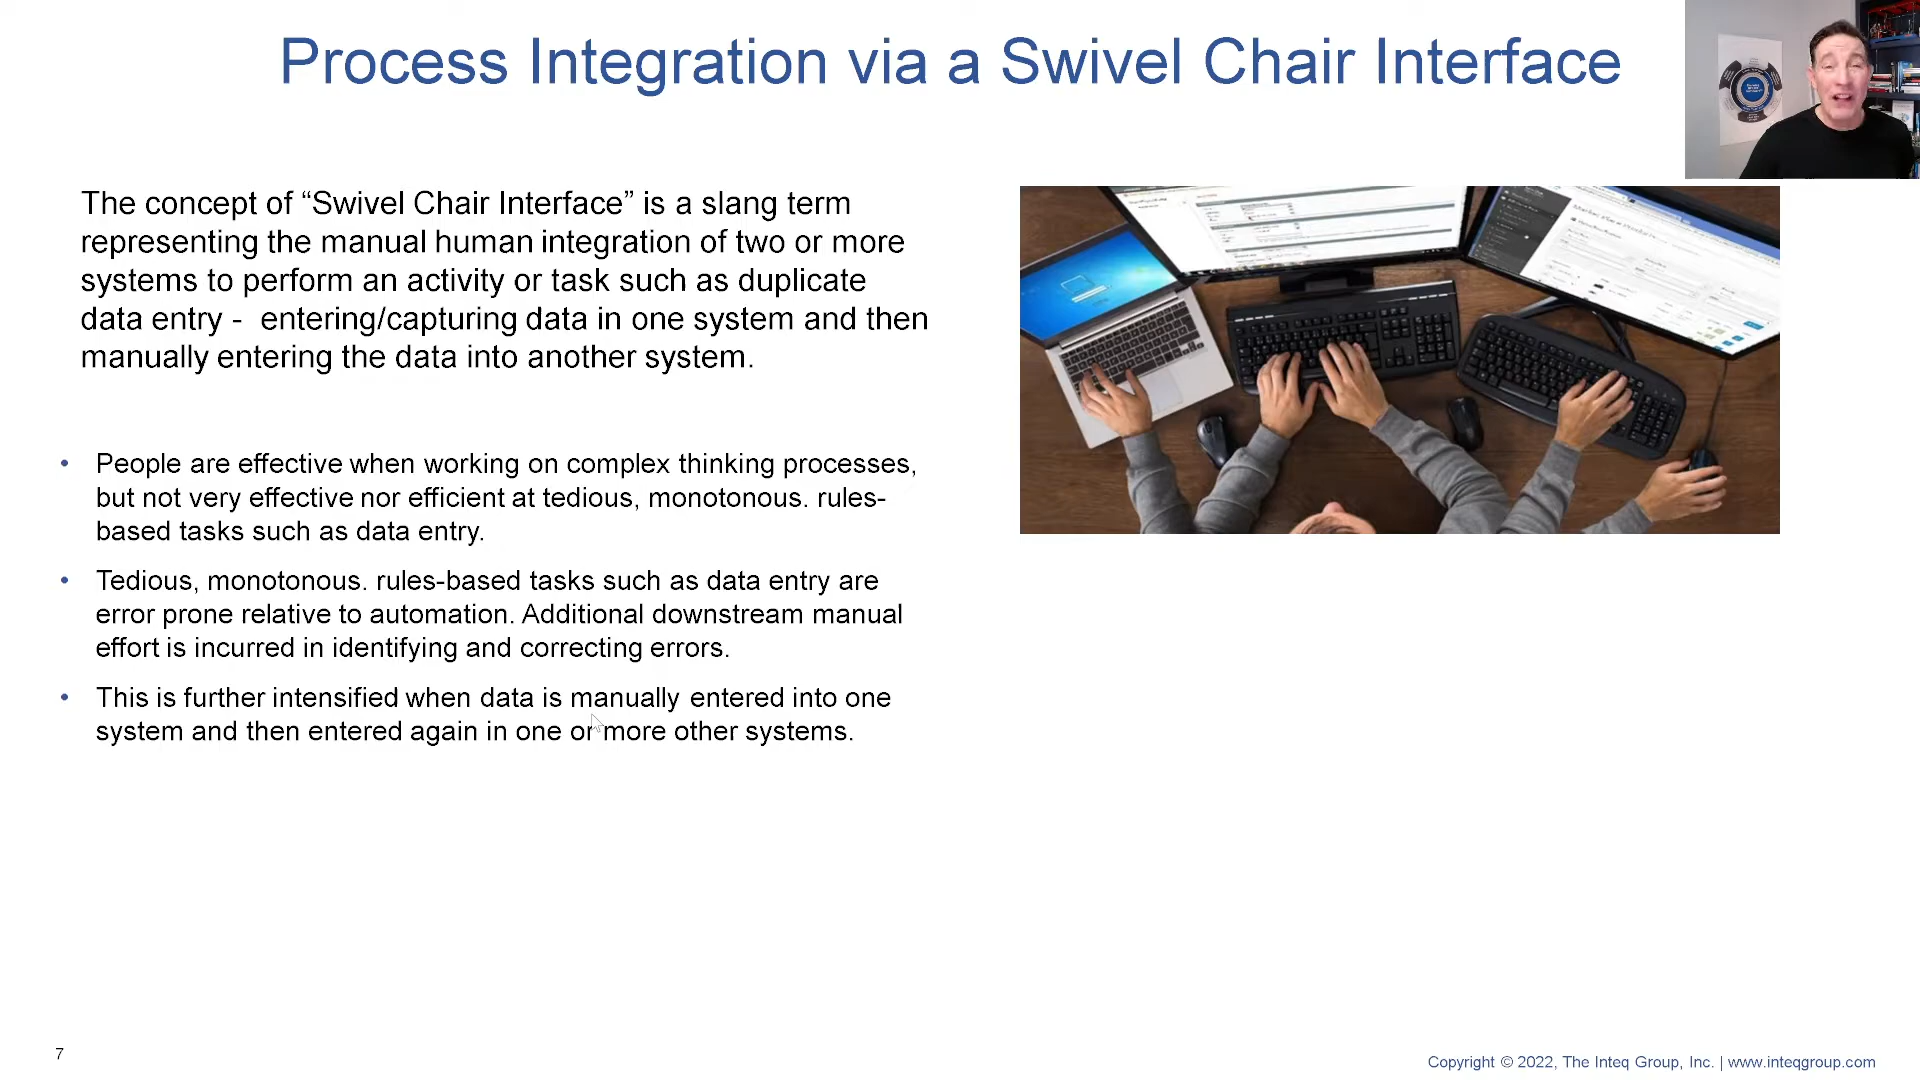 Process Integration via a Swivel Chair Interface
The concept of “Swivel Chair Interface” is a slang term
representing the manual human integration of two or more
systems to perform an activity or task such as duplicate
data entry -  entering/capturing data in one system and then
manually entering the data into another system.
• People are effective when working on complex thinking processes,
but not very effective nor efficient at tedious, monotonous. rules-
based tasks such as data entry.
• Tedious, monotonous. rules-based tasks such as data entry are
error prone relative to automation. Additional downstream manual
effort is incurred in identifying and correcting errors.
• This is further intensified when data is manually entered into one
system and then entered again in one or more other systems.
7
Copyright © 2022, The Inteq Group, Inc. | www.inteqgroup.com